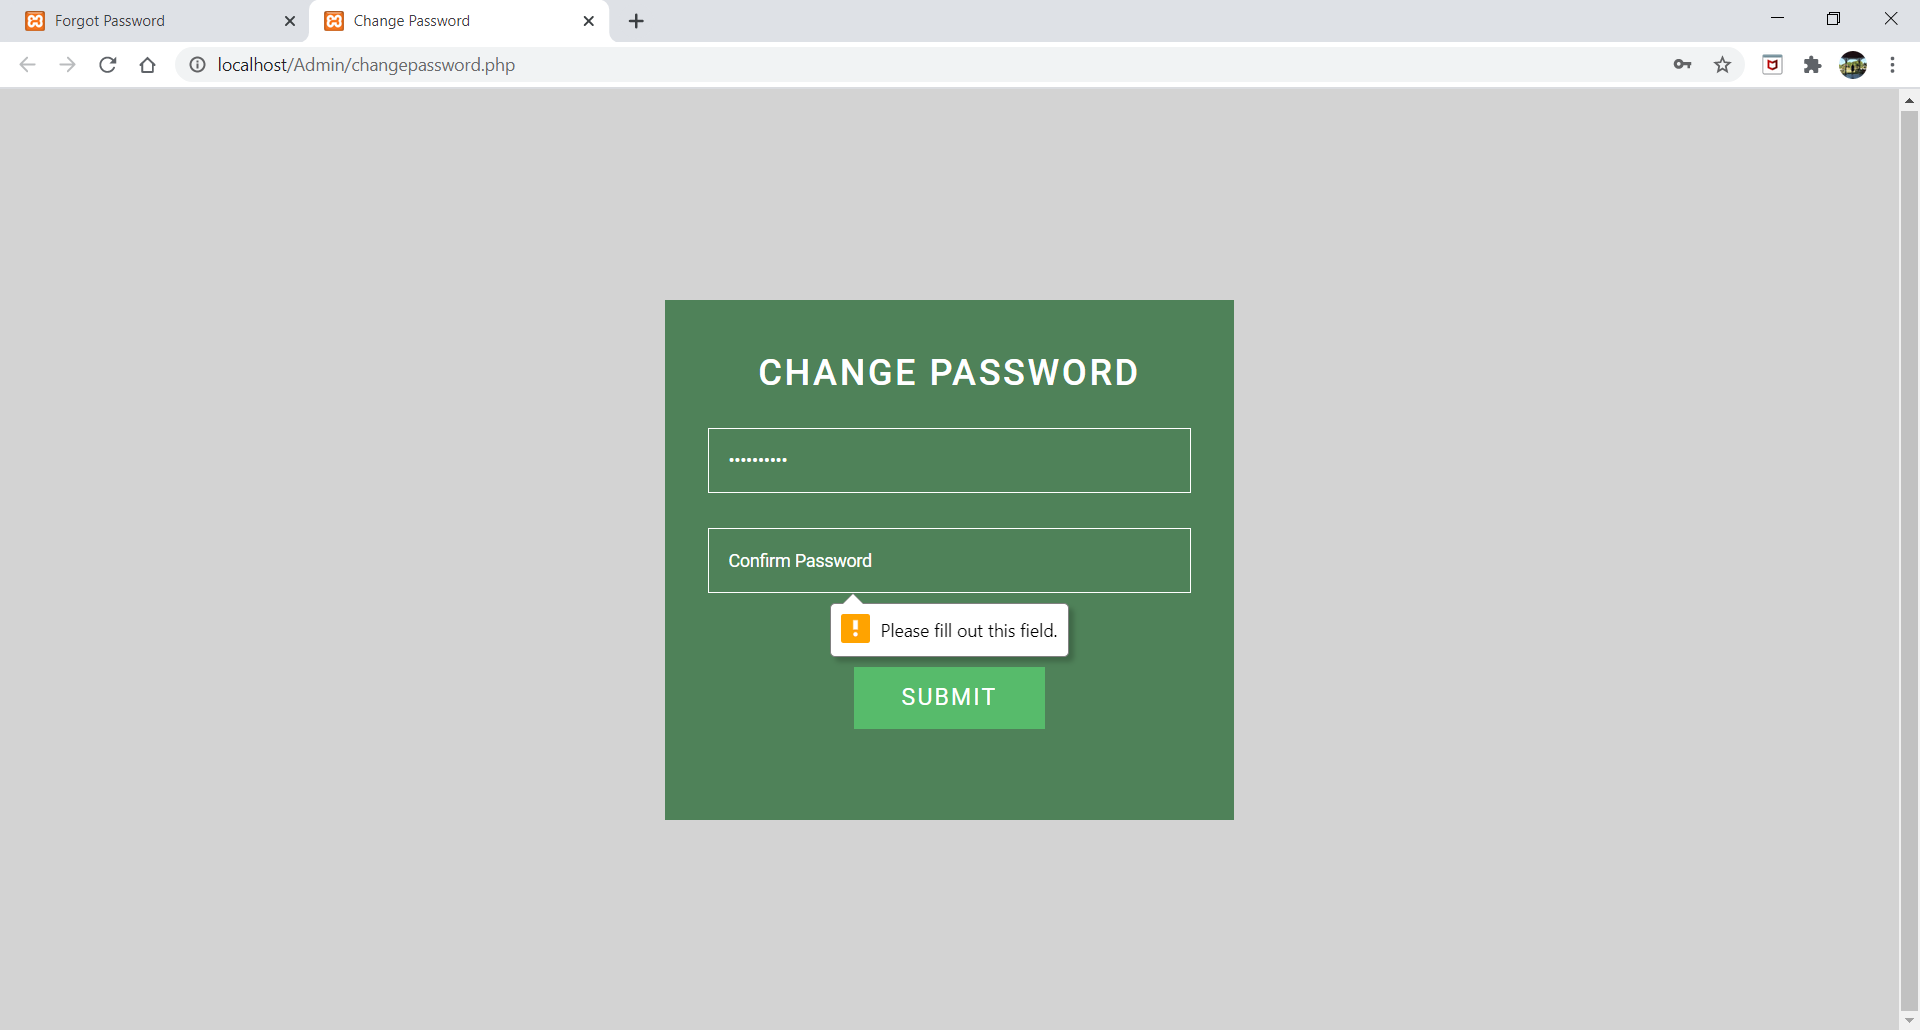 Forgot Password
Change Password
localhost/Admin/changepassword.php
CHANGE PASSWORD
••••••••••
Confirm Password
Please fill out this field.
SUBMIT